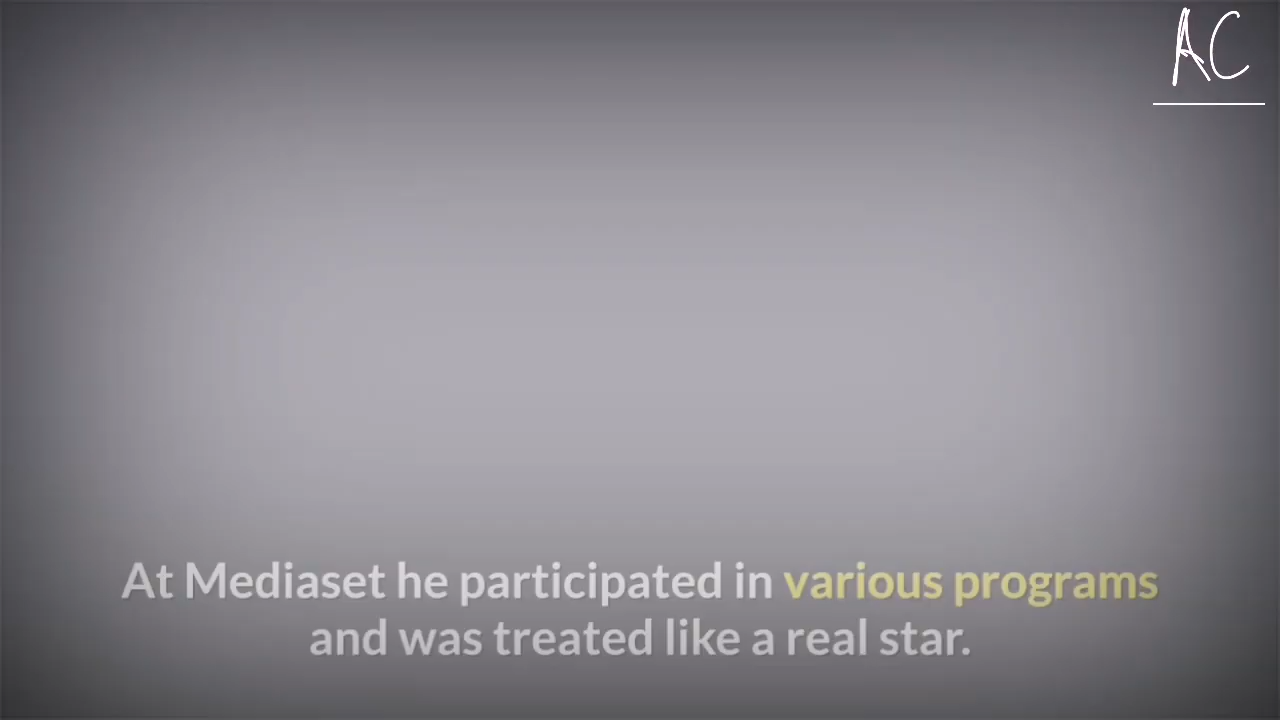 AC
At Mediaset he participated in various programs
and was treated like a real star.